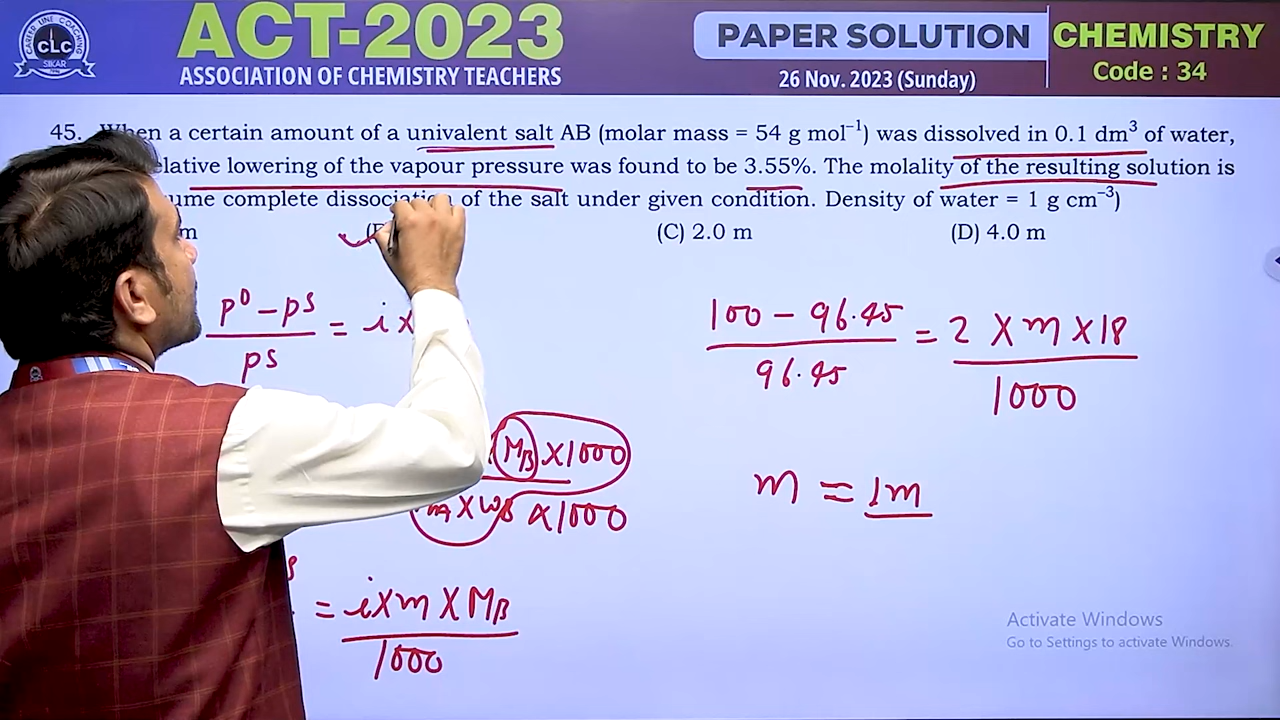 CAREER LINE COACHING
CLC
SIKAR
ACT-2023
ASSOCIATION OF CHEMISTRY TEACHERS
PAPER SOLUTION
26 Nov. 2023 (Sunday)
CHEMISTRY
Code : 34
45. When a certain amount of a univalent salt AB (molar mass = 54 g mol⁻¹) was dissolved in 0.1 dm³ of water,
lowering of the vapour pressure was found to be 3.55%. The molality of the resulting solution is
complete dissociation of the salt under given condition. Density of water = 1 g cm⁻³)
m (C) 2.0 m (D) 4.0 m
p⁰ - ps / ps = i ×
100 - 96.45 / 96.45 = 2 × m × 18 / 1000
M_B × 1000
× 1000
m = 1m
= i × m × M_B / 1000
Activate Windows
Go to Settings to activate Windows.